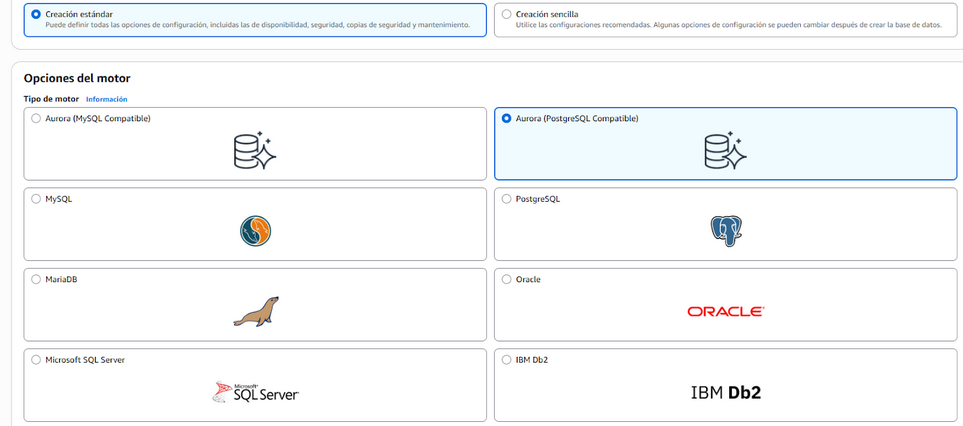 Creación estándar
Puede definir todas las opciones de configuración, incluidas las de disponibilidad, seguridad, copias de seguridad y mantenimiento.
Creación sencilla
Utilice las configuraciones recomendadas. Algunas opciones de configuración se pueden cambiar después de crear la base de datos.
Opciones del motor
Tipo de motor Información
Aurora (MySQL Compatible)
Aurora (PostgreSQL Compatible)
MySQL
PostgreSQL
MariaDB
Oracle
ORACLE
Microsoft SQL Server
Microsoft
SQL Server
IBM Db2
IBM Db2